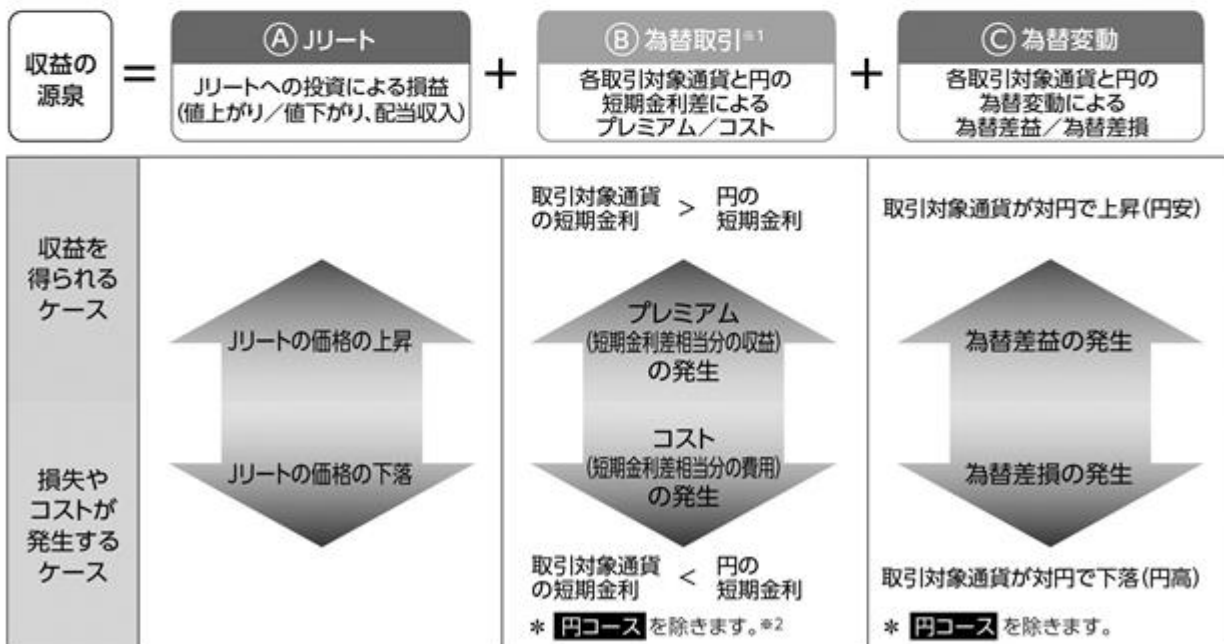 収益の
源泉
=
Ⓐ Jリート
Jリートへの投資による損益
(値上がり/値下がり、配当収入)
+
Ⓑ 為替取引※1
各取引対象通貨と円の
短期金利差による
プレミアム/コスト
+
Ⓒ 為替変動
各取引対象通貨と円の
為替変動による
為替差益/為替差損
収益を
得られる
ケース
Jリートの価格の上昇
取引対象通貨の短期金利 > 円の短期金利
プレミアム
(短期金利差相当分の収益)
の発生
取引対象通貨が対円で上昇(円安)
為替差益の発生
損失や
コストが
発生する
ケース
Jリートの価格の下落
コスト
(短期金利差相当分の費用)
の発生
取引対象通貨の短期金利 < 円の短期金利
* 円コース を除きます。※2
為替差損の発生
取引対象通貨が対円で下落(円高)
* 円コース を除きます。